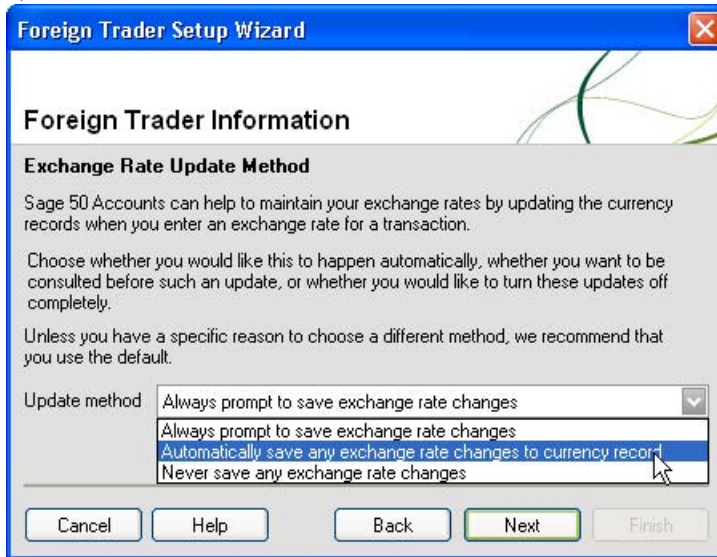 Foreign Trader Setup Wizard
Foreign Trader Information
Exchange Rate Update Method
Sage 50 Accounts can help to maintain your exchange rates by updating the currency
records when you enter an exchange rate for a transaction.
Choose whether you would like this to happen automatically, whether you want to be
consulted before such an update, or whether you would like to turn these updates off
completely.
Unless you have a specific reason to choose a different method, we recommend that
you use the default.
Update method Always prompt to save exchange rate changes
Always prompt to save exchange rate changes
Automatically save any exchange rate changes to currency record
Never save any exchange rate changes
Cancel Help Back Next Finish